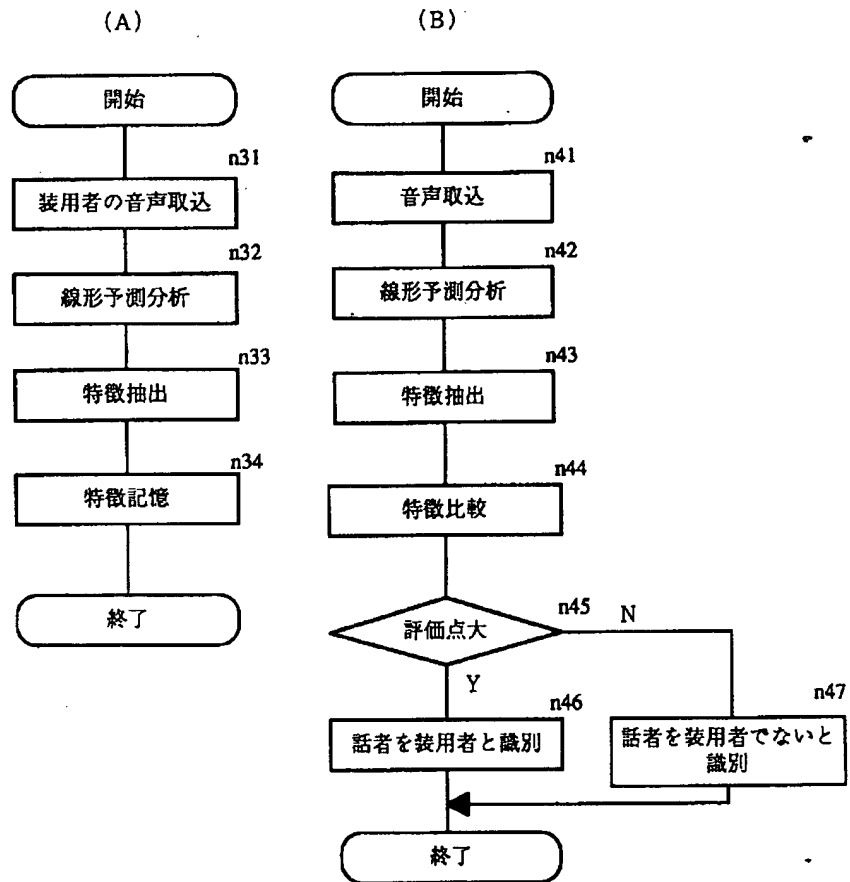 (A)
開始
n31
装用者の音声取込
n32
線形予測分析
n33
特徴抽出
n34
特徴記憶
終了
(B)
開始
n41
音声取込
n42
線形予測分析
n43
特徴抽出
n44
特徴比較
n45
評価点大
N
Y
n46
話者を装用者と識別
n47
話者を装用者でないと
識別
終了